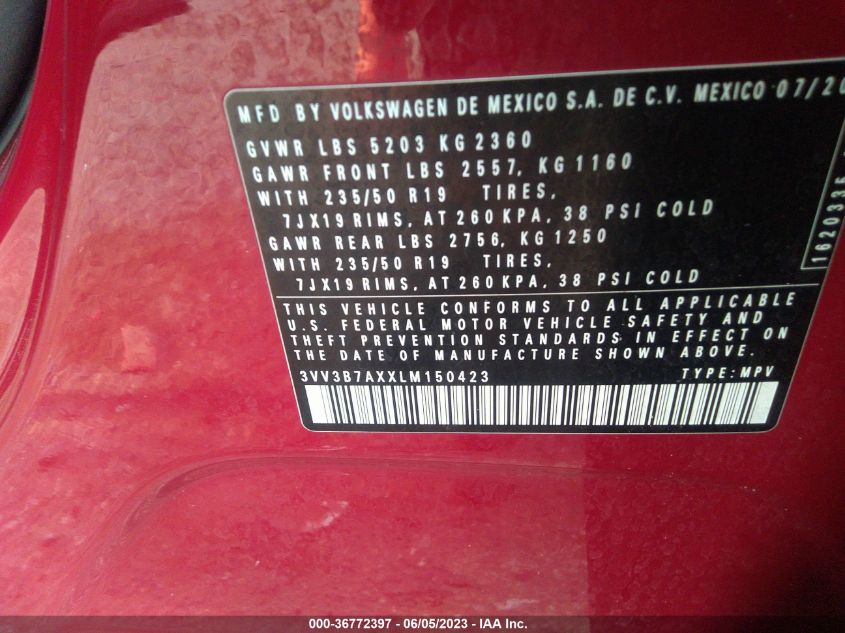 MFD BY VOLKSWAGEN DE MEXICO S.A. DE C.V. MEXICO 07/20
GVWR LBS 5203 KG 2360
GAWR FRONT LBS 2557, KG 1160
WITH 235/50 R19 TIRES,
7JX19 RIMS, AT 260 KPA, 38 PSI COLD
GAWR REAR LBS 2756, KG 1250
WITH 235/50 R19 TIRES,
7JX19 RIMS, AT 260 KPA, 38 PSI COLD
THIS VEHICLE CONFORMS TO ALL APPLICABLE
U.S. FEDERAL MOTOR VEHICLE SAFETY AND
THEFT PREVENTION STANDARDS IN EFFECT ON
THE DATE OF MANUFACTURE SHOWN ABOVE.
3VV3B7AXXLM150423 TYPE: MPV
1620336
000-36772397 - 06/05/2023 - IAA Inc.